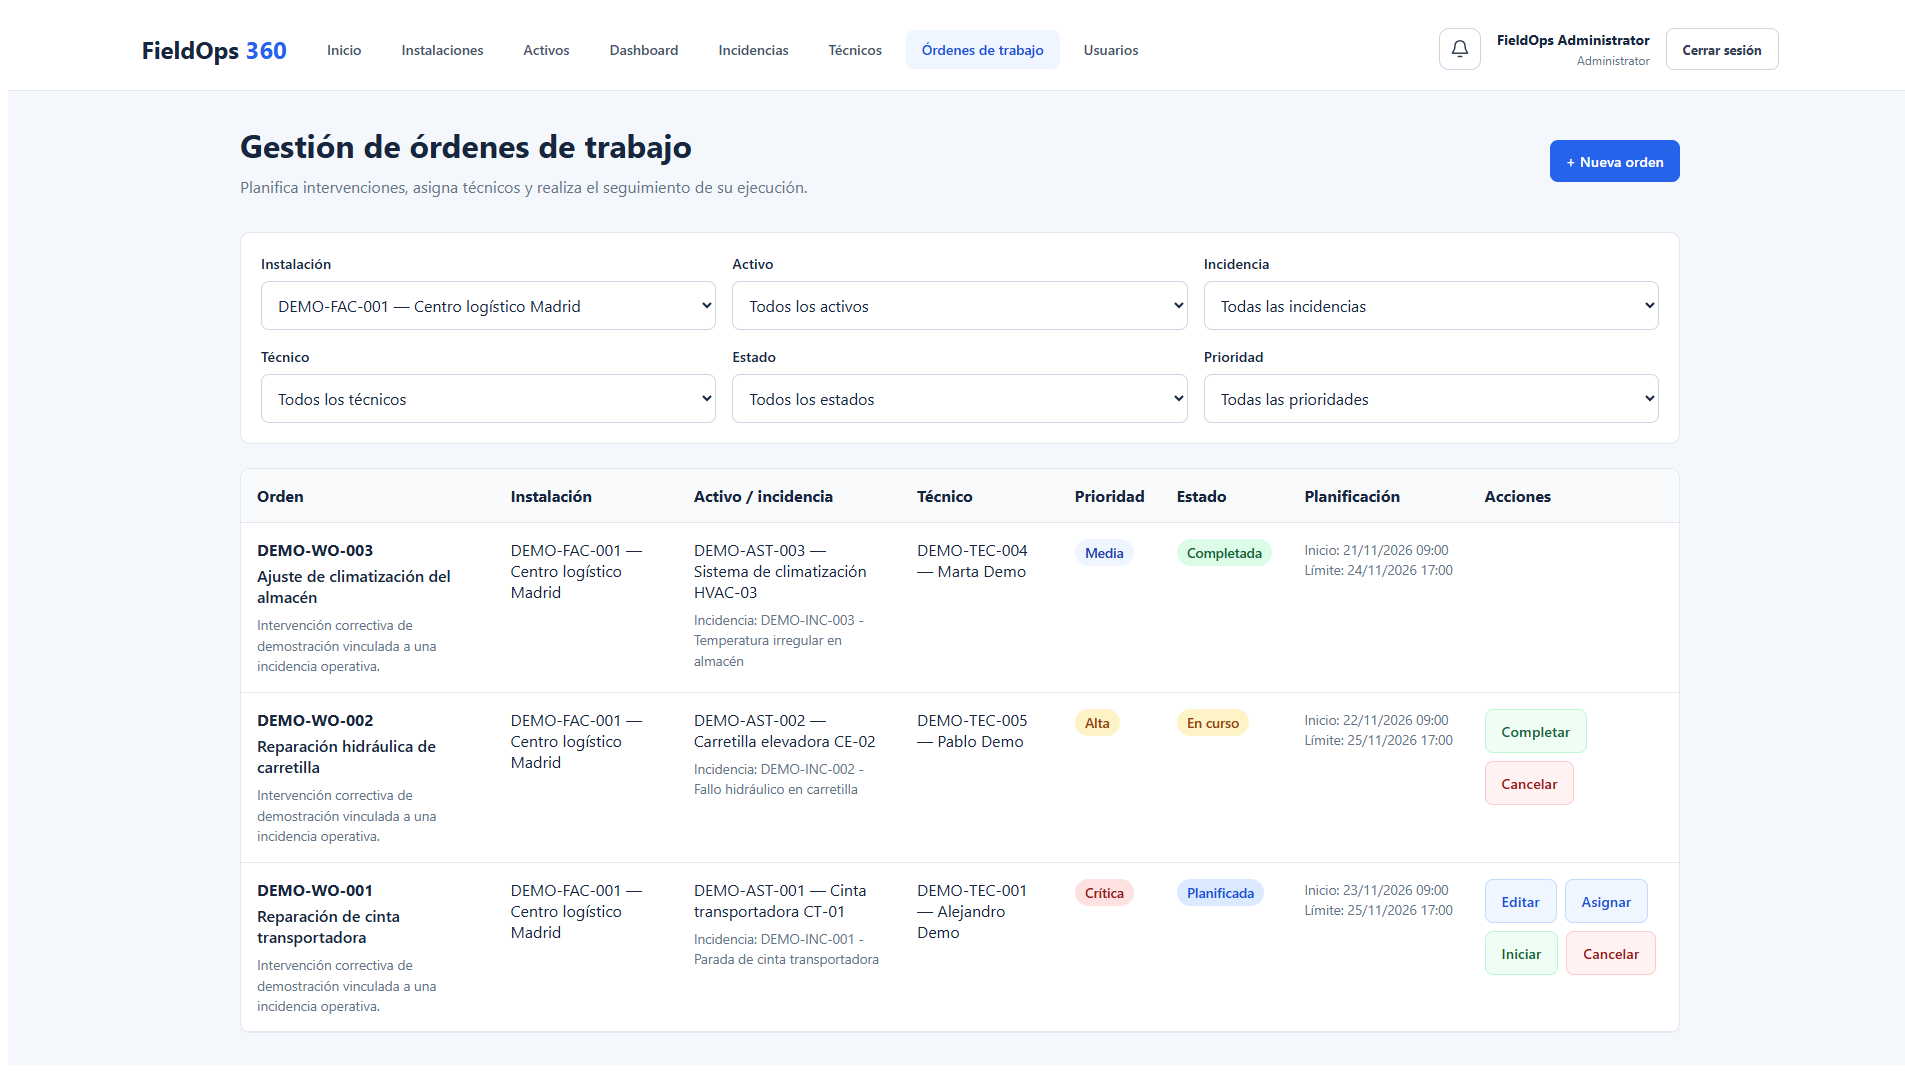 FieldOps 360
Inicio
Instalaciones
Activos
Dashboard
Incidencias
Técnicos
Órdenes de trabajo
Usuarios
FieldOps Administrator
Administrator
Cerrar sesión
Gestión de órdenes de trabajo
Planifica intervenciones, asigna técnicos y realiza el seguimiento de su ejecución.
+ Nueva orden
Instalación
DEMO-FAC-001 — Centro logístico Madrid
Activo
Todos los activos
Incidencia
Todas las incidencias
Técnico
Todos los técnicos
Estado
Todos los estados
Prioridad
Todas las prioridades
Orden
Instalación
Activo / incidencia
Técnico
Prioridad
Estado
Planificación
Acciones
DEMO-WO-003
Ajuste de climatización del
almacén
Intervención correctiva de
demostración vinculada a una
incidencia operativa.
DEMO-FAC-001 —
Centro logístico
Madrid
DEMO-AST-003 —
Sistema de climatización
HVAC-03
Incidencia: DEMO-INC-003 -
Temperatura irregular en
almacén
DEMO-TEC-004
— Marta Demo
Media
Completada
Inicio: 21/11/2026 09:00
Límite: 24/11/2026 17:00
DEMO-WO-002
Reparación hidráulica de
carretilla
Intervención correctiva de
demostración vinculada a una
incidencia operativa.
DEMO-FAC-001 —
Centro logístico
Madrid
DEMO-AST-002 —
Carretilla elevadora CE-02
Incidencia: DEMO-INC-002 -
Fallo hidráulico en carretilla
DEMO-TEC-005
— Pablo Demo
Alta
En curso
Inicio: 22/11/2026 09:00
Límite: 25/11/2026 17:00
Completar
Cancelar
DEMO-WO-001
Reparación de cinta
transportadora
Intervención correctiva de
demostración vinculada a una
incidencia operativa.
DEMO-FAC-001 —
Centro logístico
Madrid
DEMO-AST-001 — Cinta
transportadora CT-01
Incidencia: DEMO-INC-001 -
Parada de cinta transportadora
DEMO-TEC-001
— Alejandro
Demo
Crítica
Planificada
Inicio: 23/11/2026 09:00
Límite: 25/11/2026 17:00
Editar
Asignar
Iniciar
Cancelar